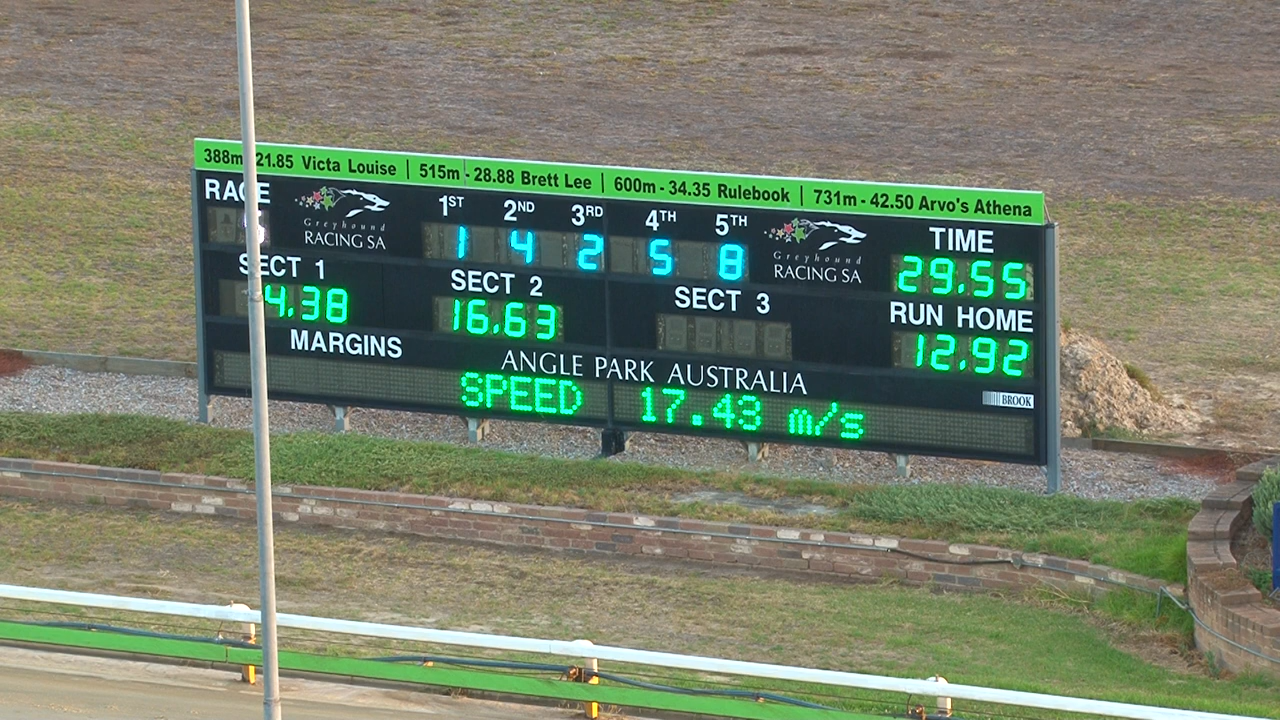 388m 21.85 Victa Louise | 515m - 28.88 Brett Lee | 600m - 34.35 Rulebook | 731m - 42.50 Arvo's Athena
RACE
Greyhound
RACING SA
1ST 2ND 3RD 4TH 5TH
1 4 2 5 8
Greyhound
RACING SA
TIME
29.55
SECT 1
4.38
SECT 2
16.63
SECT 3
RUN HOME
12.92
MARGINS
ANGLE PARK AUSTRALIA
BROOK
SPEED 17.43 m/s